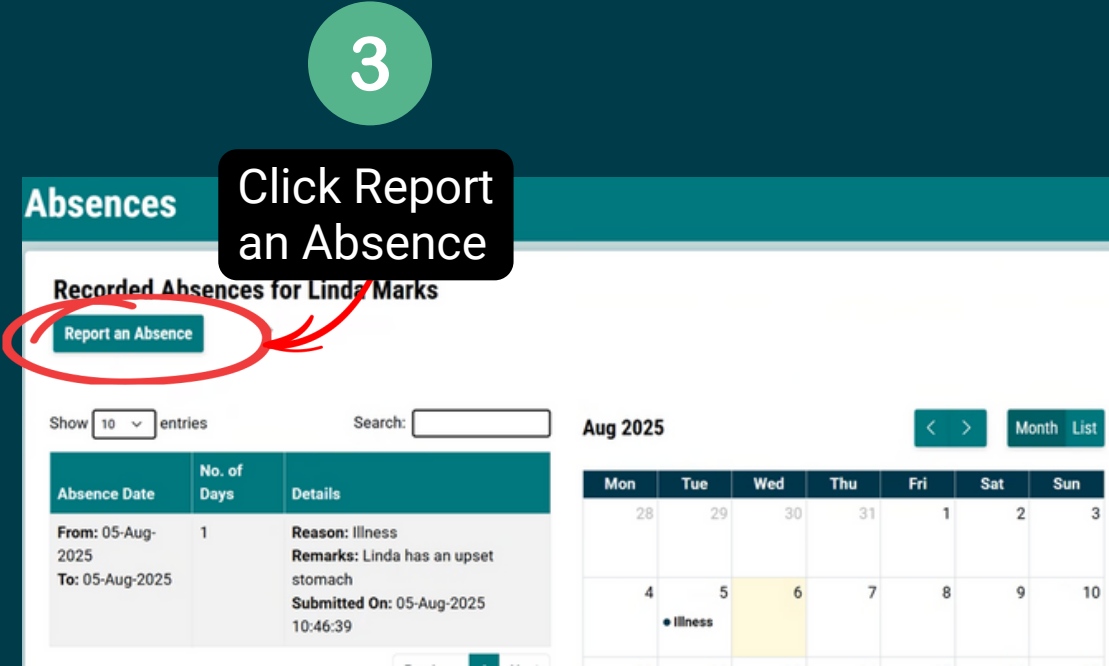 3
Click Report
an Absence
Absences
Recorded Absences for Linda Marks
Report an Absence
Show 10 entries
Search:
Absence Date
No. of
Days
Details
From: 05-Aug-
2025
To: 05-Aug-2025
1
Reason: Illness
Remarks: Linda has an upset
stomach
Submitted On: 05-Aug-2025
10:46:39
Aug 2025
< >
Month List
Mon Tue Wed Thu Fri Sat Sun
28 29 30 31 1 2 3
4 5 6 7 8 9 10
• Illness